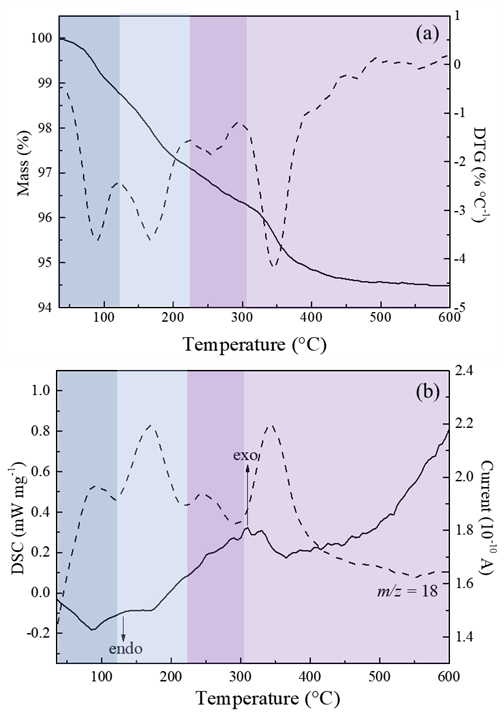 (a)
100
99
98
97
96
95
94
Mass (%)
1
0
-1
-2
-3
-4
-5
DTG (% °C-1)
100 200 300 400 500 600
Temperature (°C)
(b)
1.0
0.8
0.6
0.4
0.2
0.0
-0.2
DSC (mW mg-1)
exo
endo
m/z = 18
2.4
2.2
2.0
1.8
1.6
1.4
Current (10-10 A)
100 200 300 400 500 600
Temperature (°C)